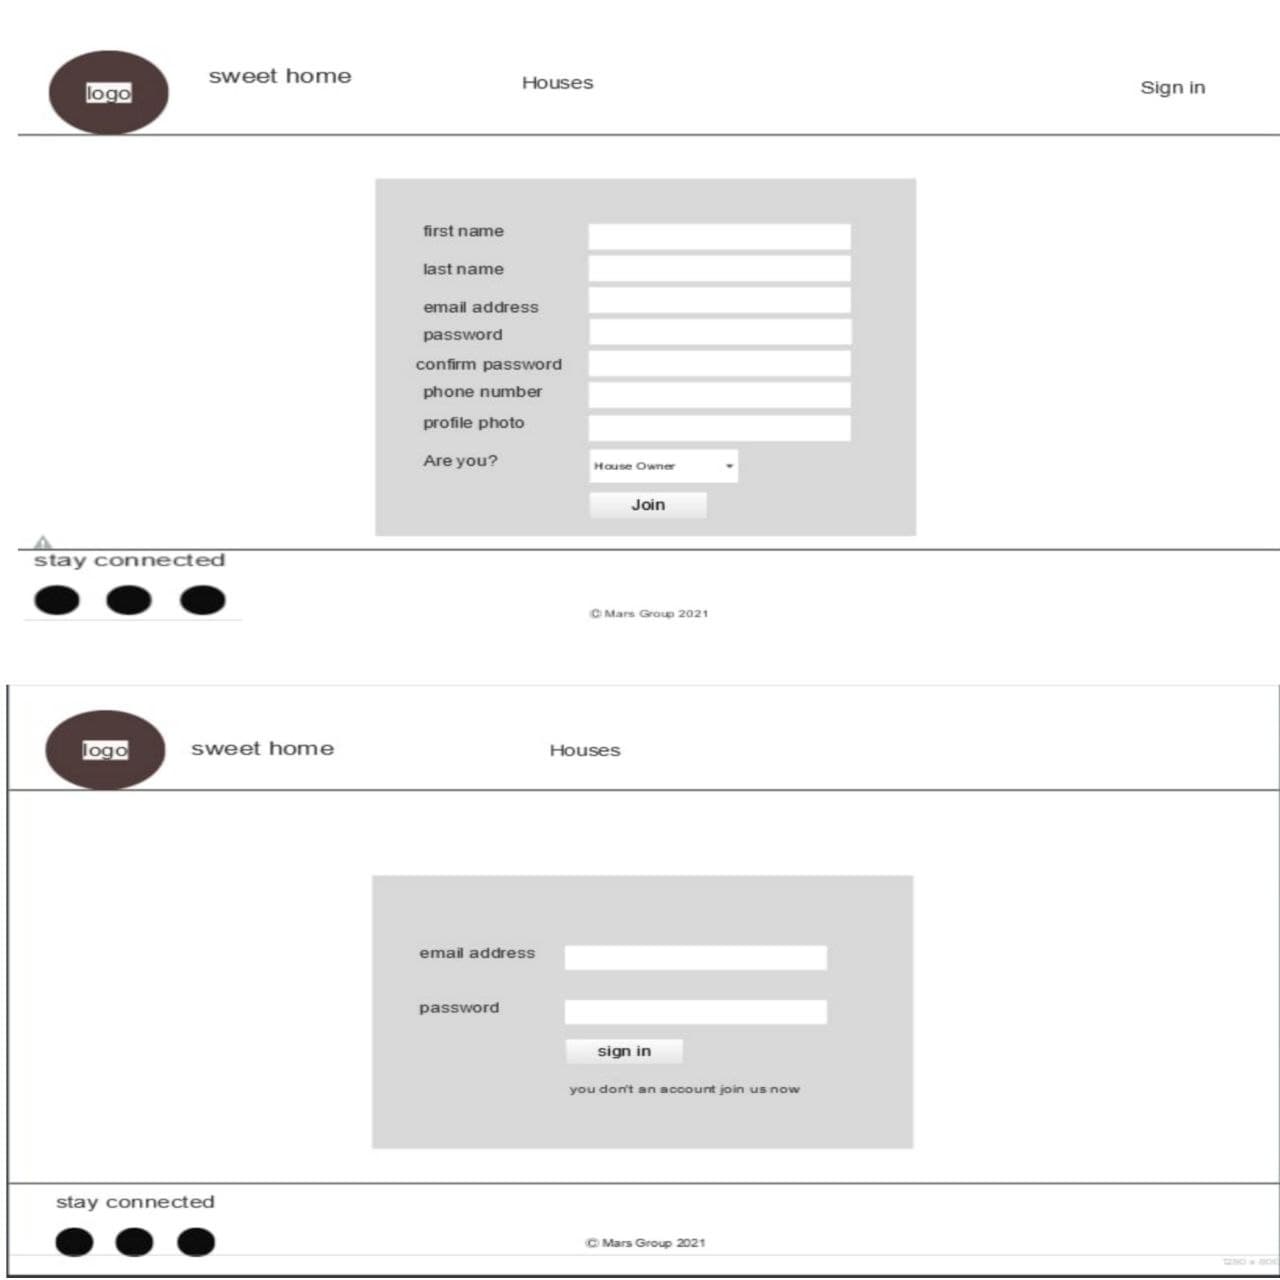 logo
sweet home
Houses
Sign in
first name
last name
email address
password
confirm password
phone number
profile photo
Are you?
House Owner
Join
stay connected
© Mars Group 2021
logo
sweet home
Houses
email address
password
sign in
you don't an account join us now
stay connected
© Mars Group 2021